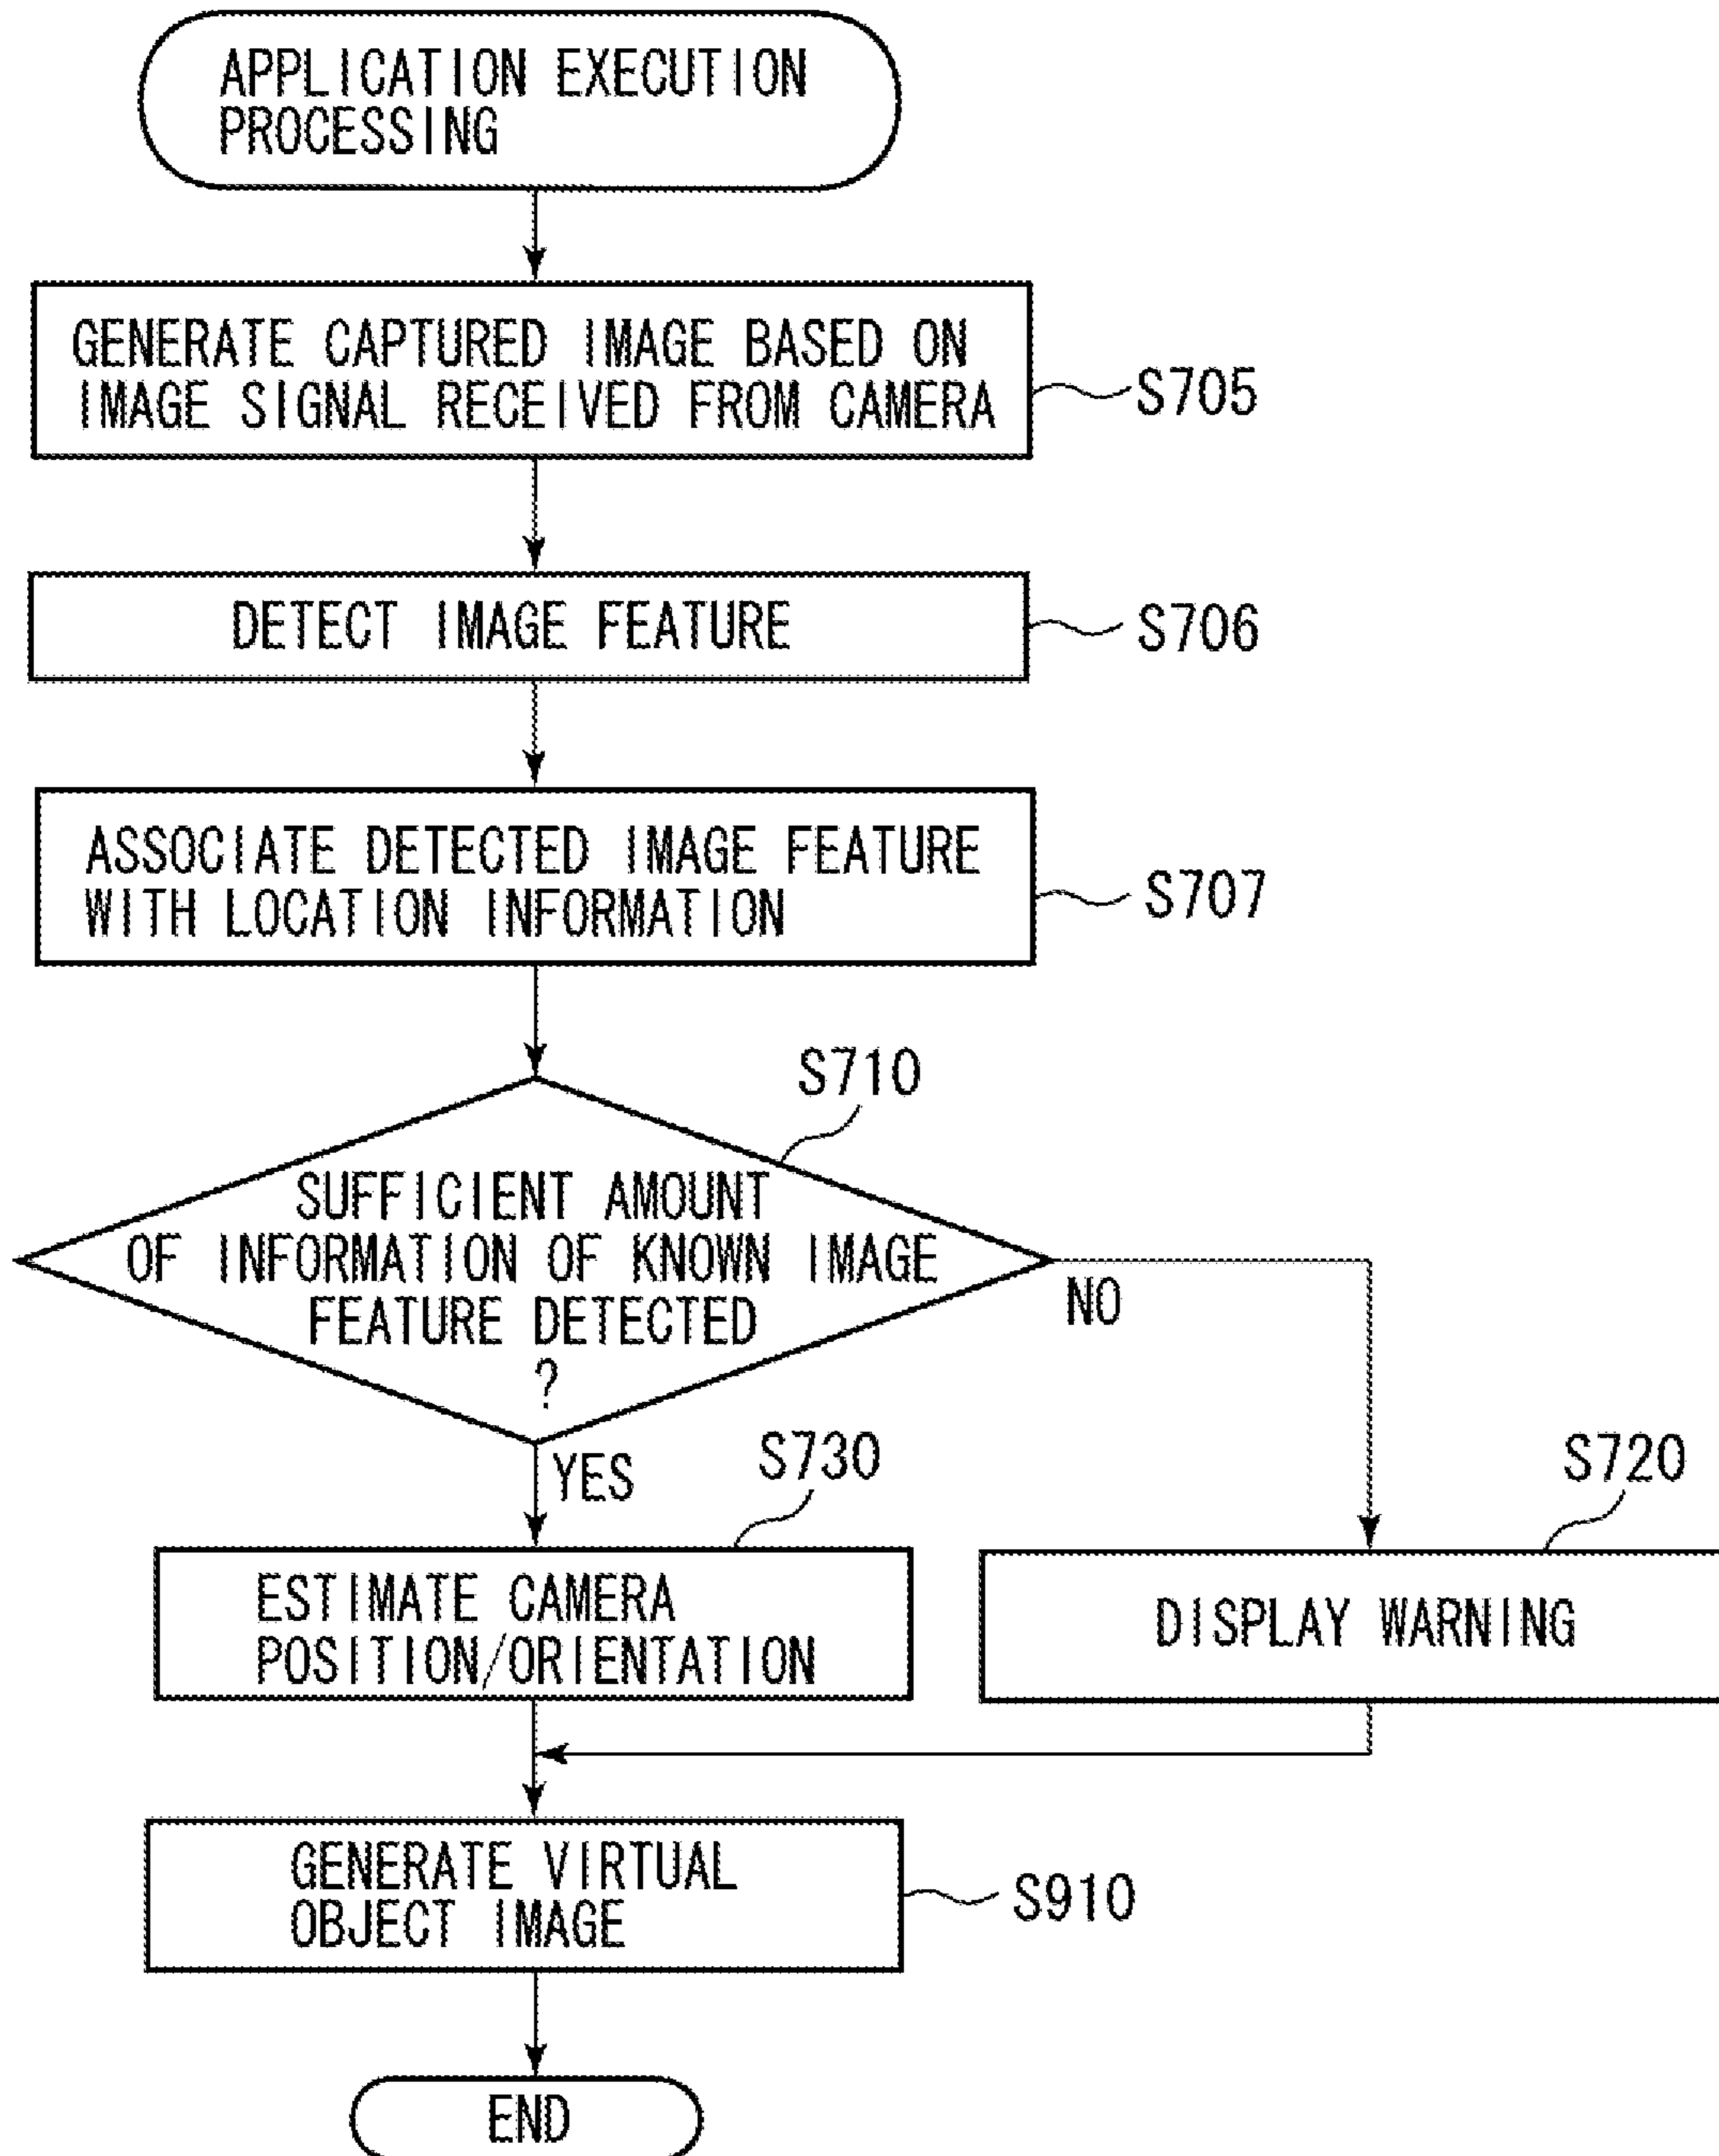 APPLICATION EXECUTION
PROCESSING
GENERATE CAPTURED IMAGE BASED ON
IMAGE SIGNAL RECEIVED FROM CAMERA
S705
DETECT IMAGE FEATURE
S706
ASSOCIATE DETECTED IMAGE FEATURE
WITH LOCATION INFORMATION
S707
S710
SUFFICIENT AMOUNT
OF INFORMATION OF KNOWN IMAGE
FEATURE DETECTED
?
NO
YES
S730
S720
ESTIMATE CAMERA
POSITION/ORIENTATION
DISPLAY WARNING
GENERATE VIRTUAL
OBJECT IMAGE
S910
END